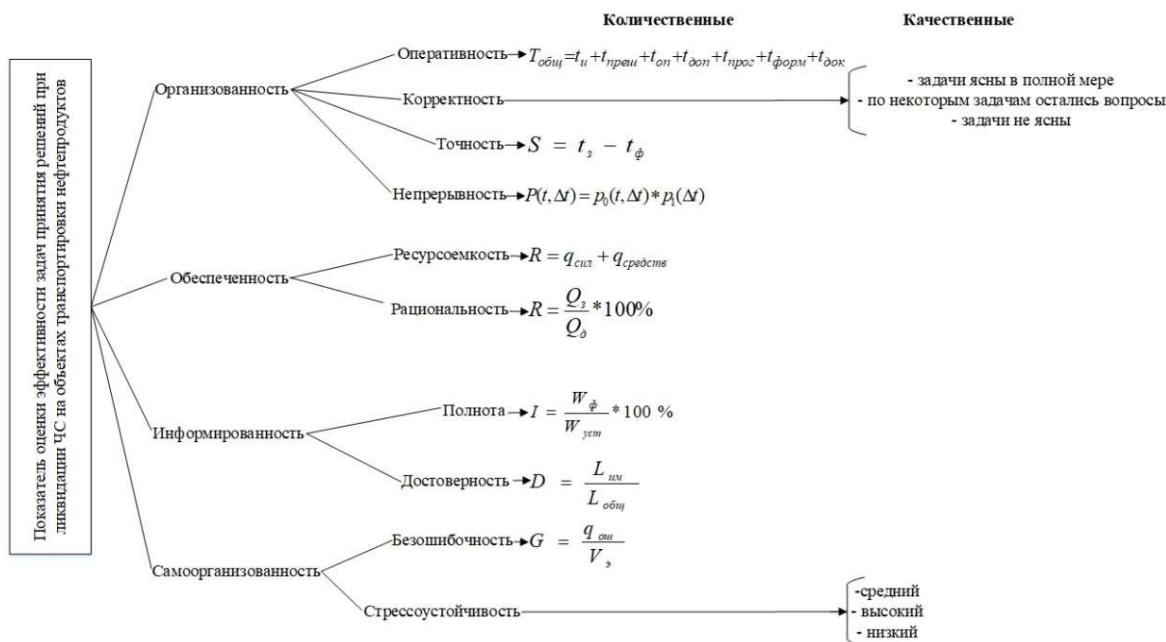 Количественные
Качественные
Показатель оценки эффективности задач принятия решений при
ликвидации ЧС на объектах транспортировки нефтепродуктов
Организованность
Оперативность
T_общ=t_и+t_преш+t_оп+t_доп+t_прог+t_форм+t_док
Корректность
- задачи ясны в полной мере
- по некоторым задачам остались вопросы
- задачи не ясны
Точность
S = t_з − t_ф
Непрерывность
P(t,Δt) = p_0(t,Δt)*p_1(Δt)
Обеспеченность
Ресурсоемкость
R = q_сил + q_средств
Рациональность
R = Q_з / Q_д *100%
Информированность
Полнота
I = W_ф / W_уст * 100 %
Достоверность
D = L_им / L_общ
Самоорганизованность
Безошибочность
G = q_ош / V_э
Стрессоустойчивость
-средний
- высокий
- низкий